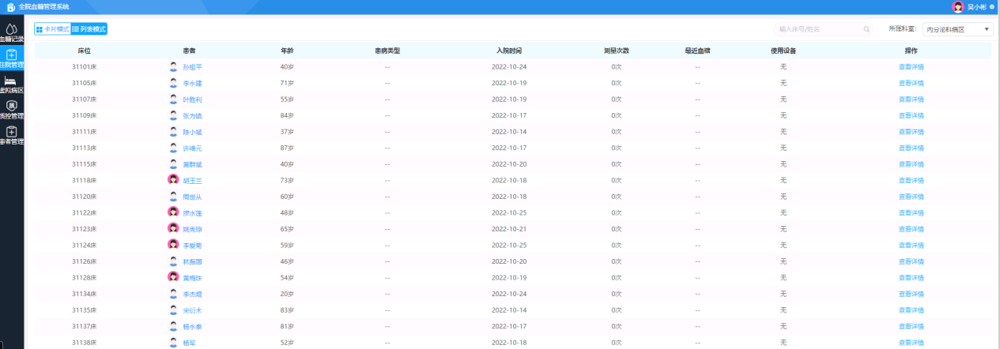 全院血糖管理系统
吴小彬
血糖记录
住院管理
虚拟病区
质控管理
患者管理
卡片模式 列表模式
输入床号/姓名
所属科室: 内分泌科病区
床位 患者 年龄 患病类型 入院时间 测量次数 最近血糖 使用设备 操作
31101床 孙祖平 40岁 -- 2022-10-24 0次 -- 无 查看详情
31105床 李永建 71岁 -- 2022-10-19 0次 -- 无 查看详情
31107床 叶胜利 55岁 -- 2022-10-19 0次 -- 无 查看详情
31109床 张为镇 84岁 -- 2022-10-17 0次 -- 无 查看详情
31111床 陈小斌 37岁 -- 2022-10-14 0次 -- 无 查看详情
31113床 许维元 87岁 -- 2022-10-17 0次 -- 无 查看详情
31115床 黄群斌 40岁 -- 2022-10-20 0次 -- 无 查看详情
31118床 胡玉兰 73岁 -- 2022-10-18 0次 -- 无 查看详情
31120床 周世从 60岁 -- 2022-10-18 0次 -- 无 查看详情
31122床 廖水莲 48岁 -- 2022-10-25 0次 -- 无 查看详情
31123床 姚秀琼 65岁 -- 2022-10-21 0次 -- 无 查看详情
31124床 李爱菊 59岁 -- 2022-10-25 0次 -- 无 查看详情
31126床 林振国 46岁 -- 2022-10-20 0次 -- 无 查看详情
31128床 黄梅珠 54岁 -- 2022-10-19 0次 -- 无 查看详情
31134床 李杰 20岁 -- 2022-10-24 0次 -- 无 查看详情
31135床 宋衍木 83岁 -- 2022-10-14 0次 -- 无 查看详情
31137床 杨永泰 81岁 -- 2022-10-17 0次 -- 无 查看详情
31138床 杨军 52岁 -- 2022-10-18 0次 -- 无 查看详情